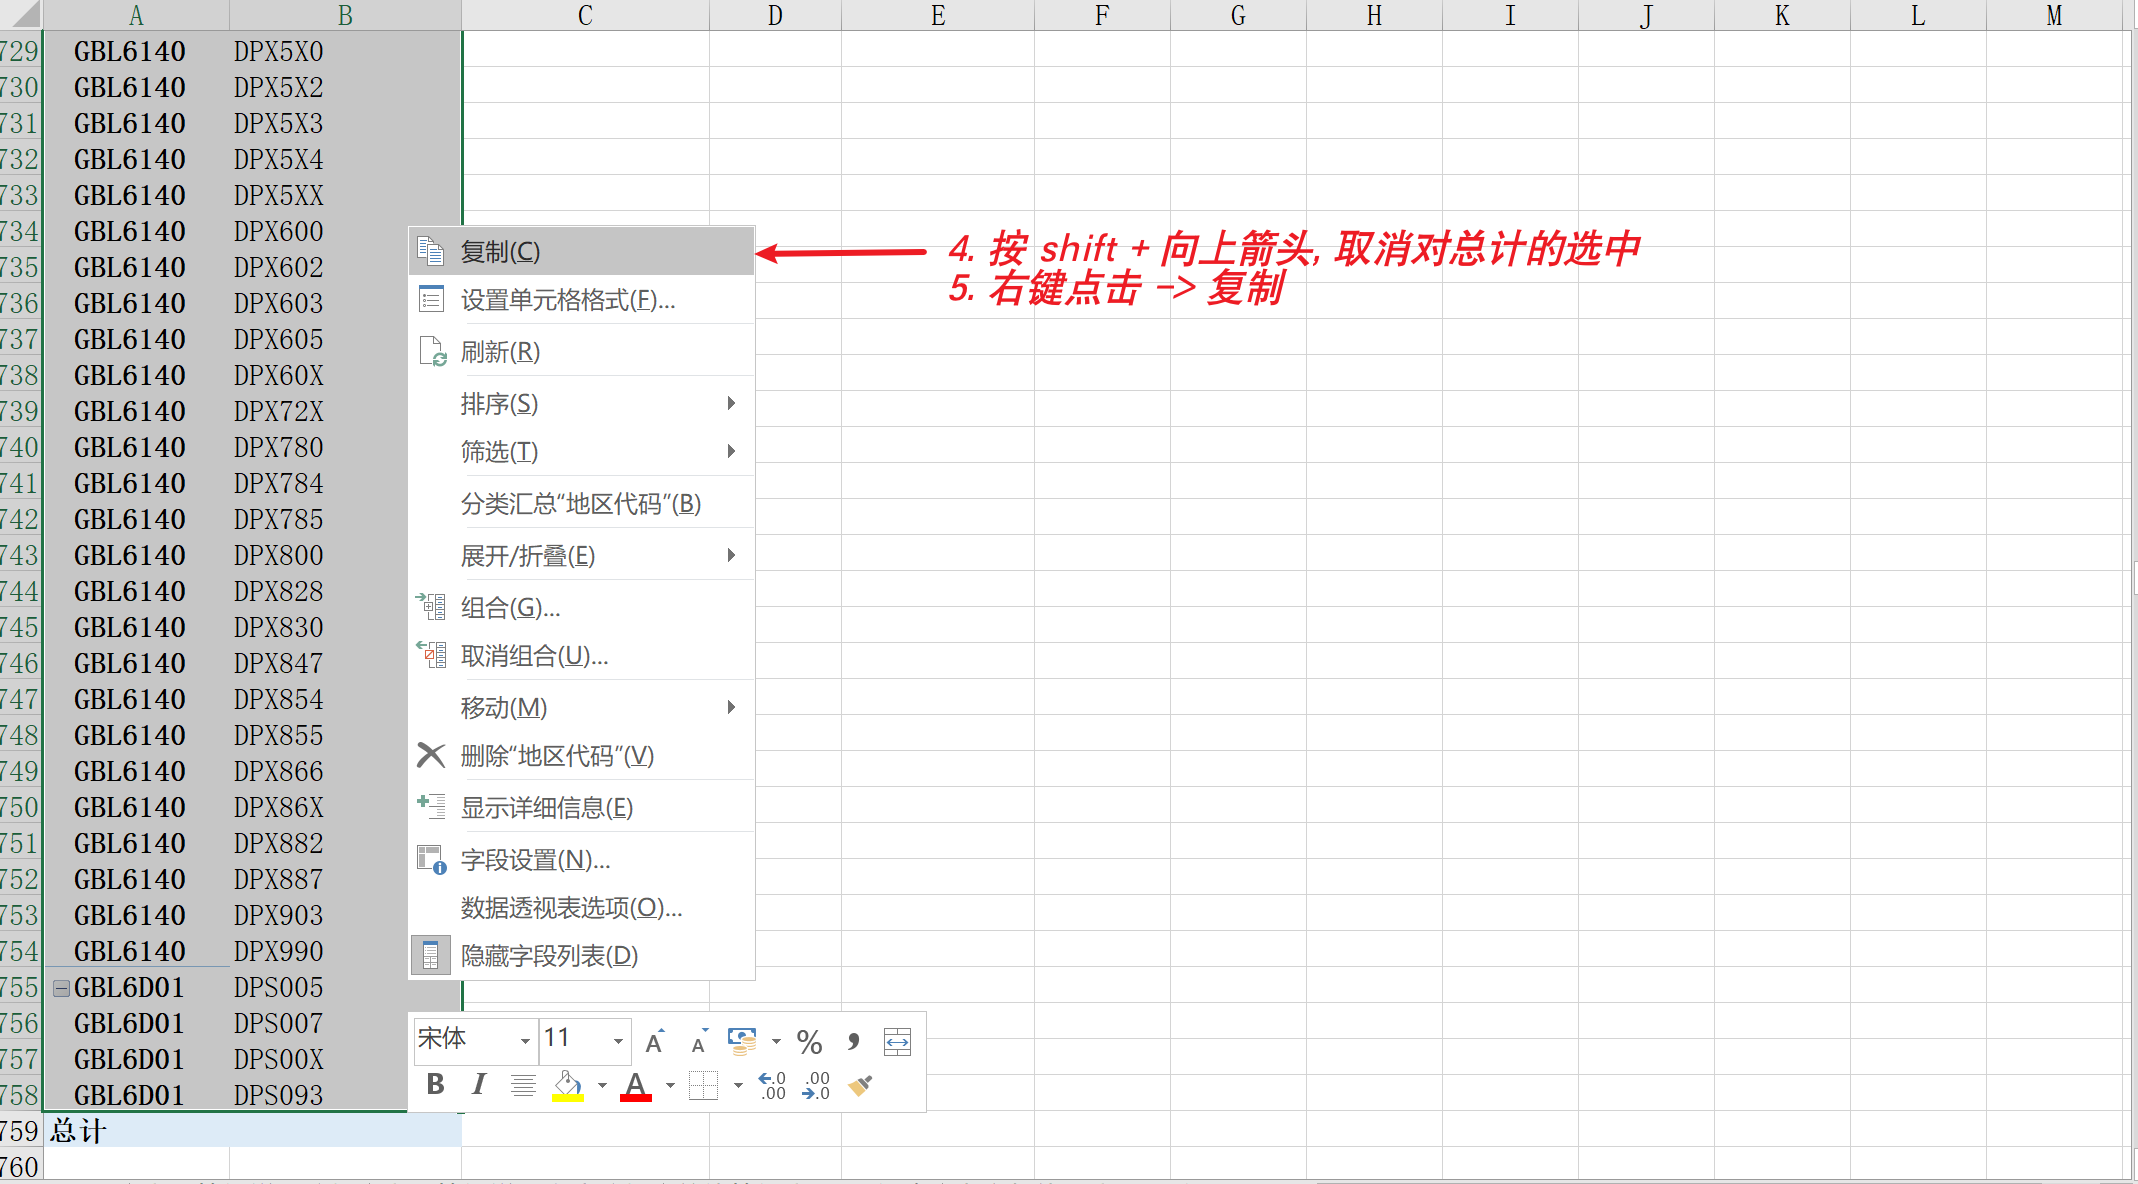 A B C D E F G H I J K L M
729 GBL6140 DPX5X0
730 GBL6140 DPX5X2
731 GBL6140 DPX5X3
732 GBL6140 DPX5X4
733 GBL6140 DPX5XX
734 GBL6140 DPX600
735 GBL6140 DPX602
736 GBL6140 DPX603
737 GBL6140 DPX605
738 GBL6140 DPX60X
739 GBL6140 DPX72X
740 GBL6140 DPX780
741 GBL6140 DPX784
742 GBL6140 DPX785
743 GBL6140 DPX800
744 GBL6140 DPX828
745 GBL6140 DPX830
746 GBL6140 DPX847
747 GBL6140 DPX854
748 GBL6140 DPX855
749 GBL6140 DPX866
750 GBL6140 DPX86X
751 GBL6140 DPX882
752 GBL6140 DPX887
753 GBL6140 DPX903
754 GBL6140 DPX990
755 GBL6D01 DPS005
756 GBL6D01 DPS007
757 GBL6D01 DPS00X
758 GBL6D01 DPS093
759 总计
760
复制(C)
设置单元格格式(F)...
刷新(R)
排序(S)
筛选(T)
分类汇总“地区代码”(B)
展开/折叠(E)
组合(G)...
取消组合(U)...
移动(M)
删除“地区代码”(V)
显示详细信息(E)
字段设置(N)...
数据透视表选项(O)...
隐藏字段列表(D)
4. 按 shift + 向上箭头, 取消对总计的选中
5. 右键点击 -> 复制
宋体 11 A A % ,
B I A .0 .00 .00 .0